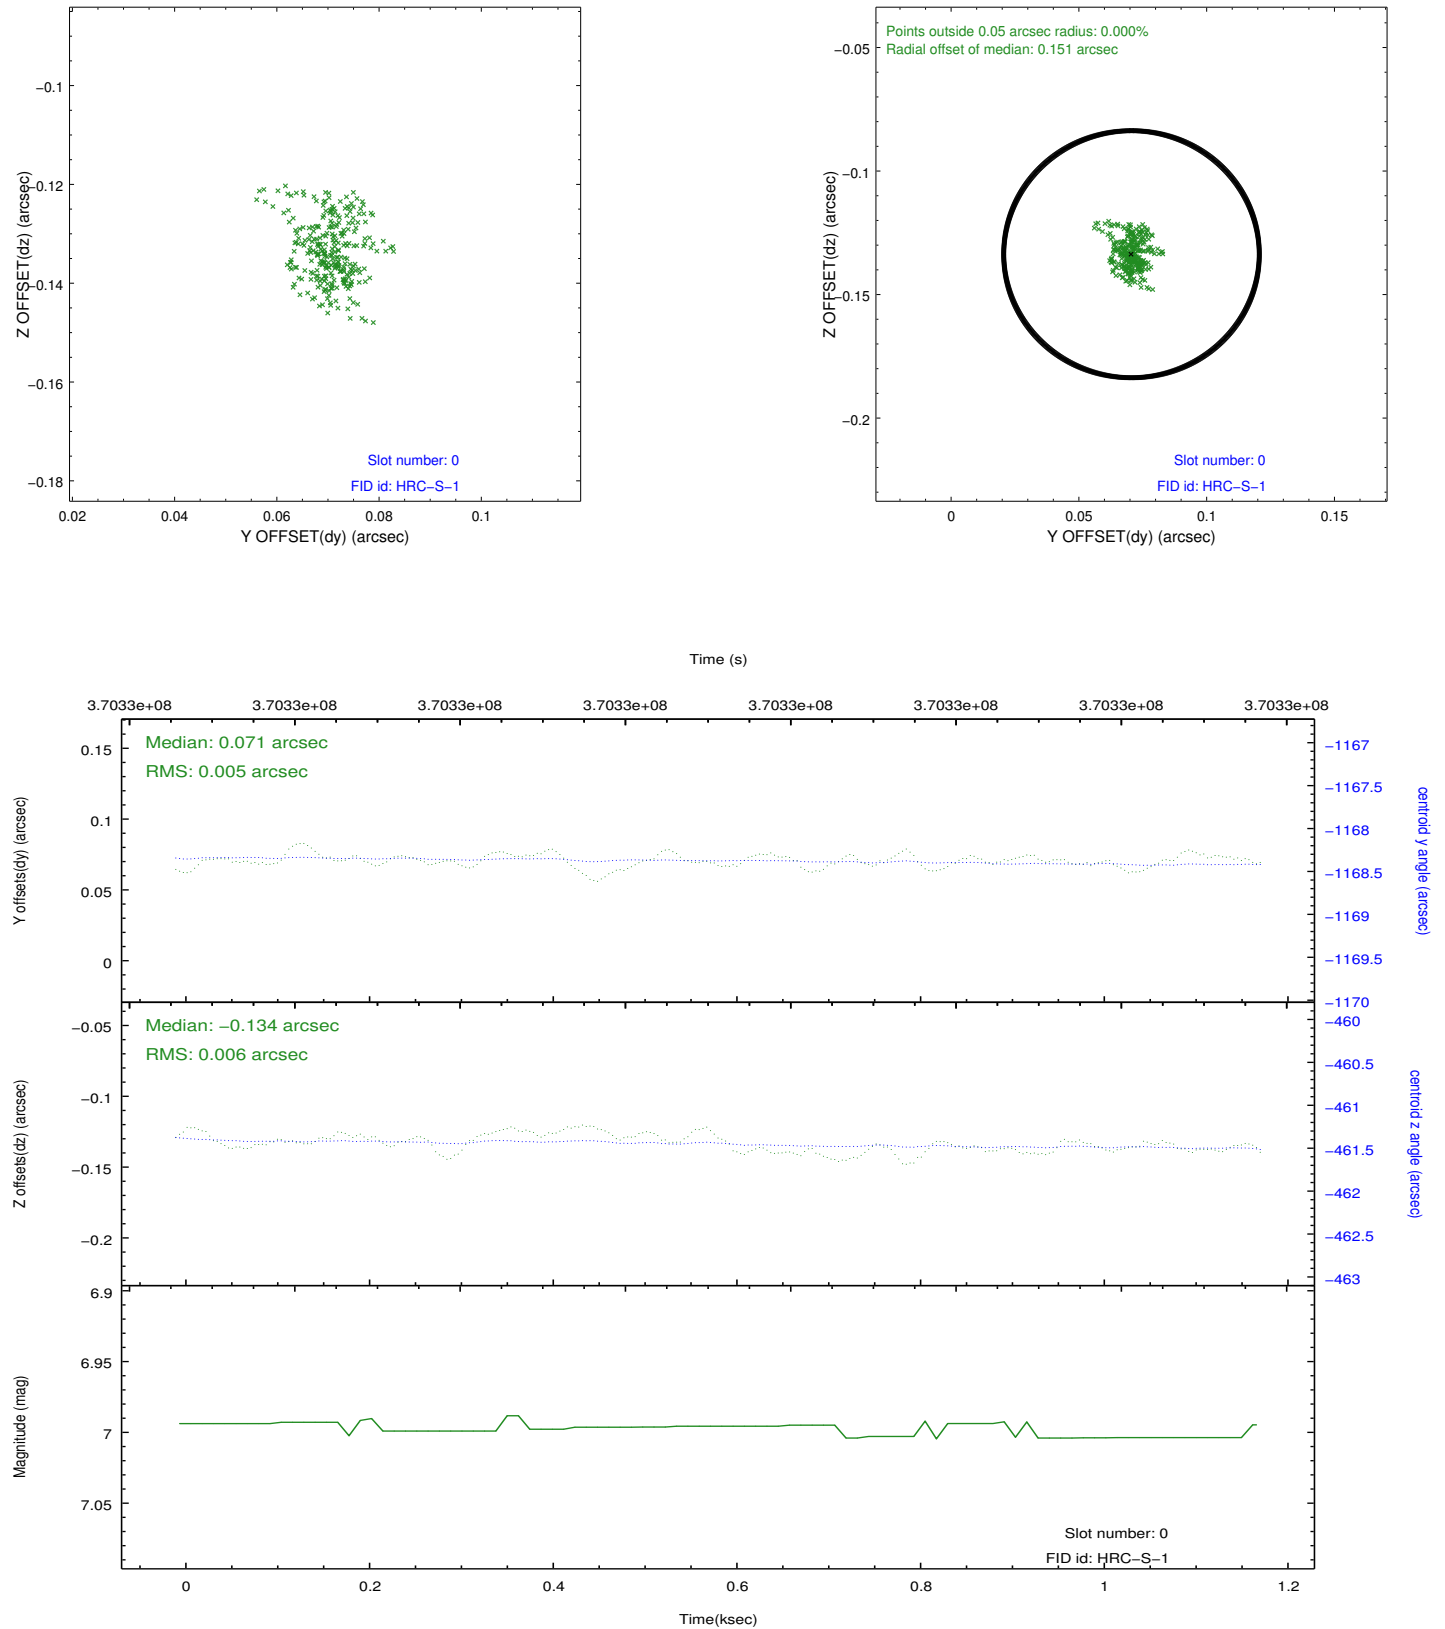 −0.1
−0.12
−0.14
−0.16
−0.18
Z OFFSET(dz) (arcsec)
Slot number: 0
FID id: HRC−S−1
0.02 0.04 0.06 0.08 0.1
Y OFFSET(dy) (arcsec)
Points outside 0.05 arcsec radius: 0.000%
Radial offset of median: 0.151 arcsec
−0.05
−0.1
−0.15
−0.2
Z OFFSET(dz) (arcsec)
Slot number: 0
FID id: HRC−S−1
0 0.05 0.1 0.15
Y OFFSET(dy) (arcsec)
Time (s)
3.7033e+08 3.7033e+08 3.7033e+08 3.7033e+08 3.7033e+08 3.7033e+08 3.7033e+08 3.7033e+08
Median: 0.071 arcsec
RMS: 0.005 arcsec
0.15
0.1
0.05
0
Y offsets(dy) (arcsec)
−1167
−1167.5
−1168
−1168.5
−1169
−1169.5
−1170
centroid y angle (arcsec)
Median: −0.134 arcsec
RMS: 0.006 arcsec
−0.05
−0.1
−0.15
−0.2
Z offsets(dz) (arcsec)
−460
−460.5
−461
−461.5
−462
−462.5
−463
centroid z angle (arcsec)
6.9
6.95
7
7.05
Magnitude (mag)
Slot number: 0
FID id: HRC−S−1
0 0.2 0.4 0.6 0.8 1 1.2
Time(ksec)